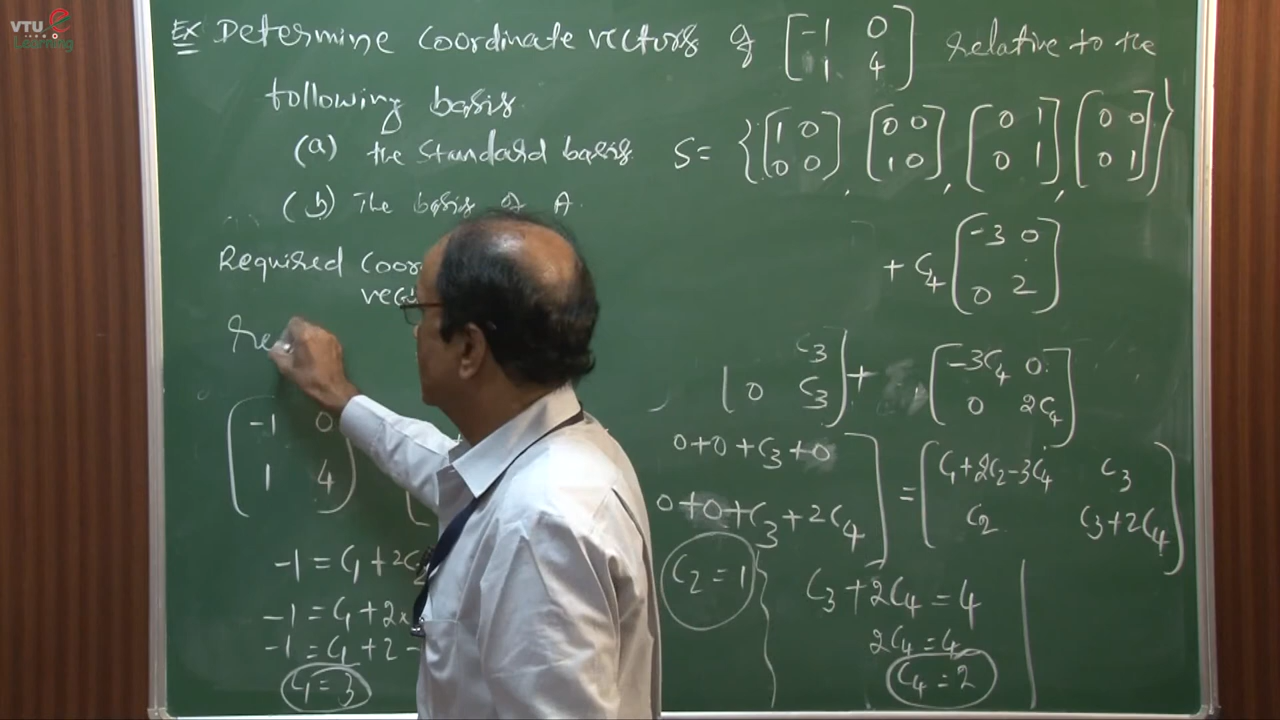 VTU e
Learning
Ex Determine Coordinate vectors of [-1 0
1 4] relative to the
following basis.
(a) the standard basis. S= {[1 0
0 0], [0 0
1 0], [0 1
0 1], [0 0
0 1]}
(b) The basis of A.
+ C4 [-3 0
0 2]
Required Coor
vec
re
C3
0 C3] + [-3C4 0
0 2C4]
[-1 0
1 4]
0+0+C3+0
0+0+C3+2C4] = [C1+2C2-3C4 C3
C2 C3+2C4]
-1 = C1+2C2
C2 = 1
C3+2C4 = 4
-1 = C1+2×
2C4 = 4
-1 = C1+2-
C1 = 3
C4 = 2